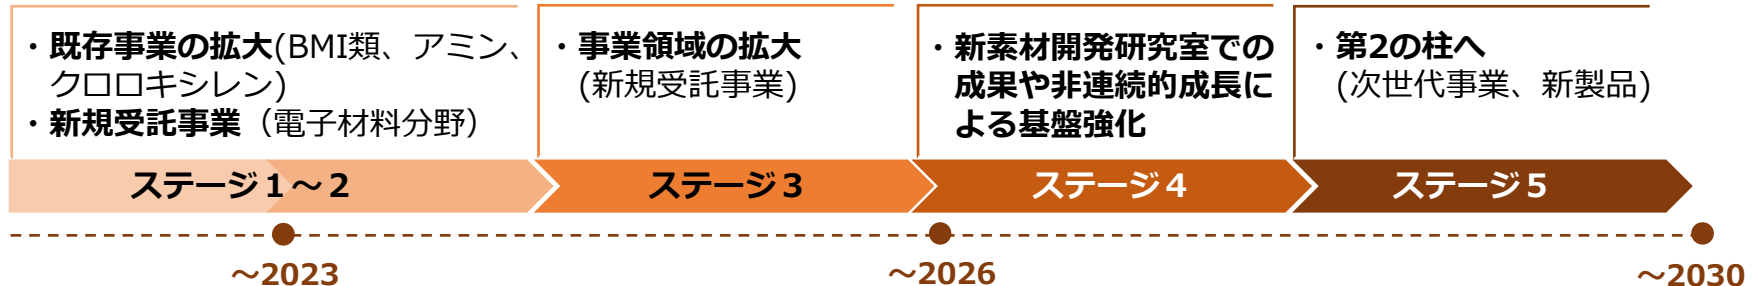 ・既存事業の拡大(BMI類、アミン、
クロロキシレン)
・新規受託事業（電子材料分野）
・事業領域の拡大
(新規受託事業)
・新素材開発研究室での
成果や非連続的成長に
よる基盤強化
・第2の柱へ
(次世代事業、新製品)
ステージ１～２
ステージ３
ステージ４
ステージ５
～2023
～2026
～2030